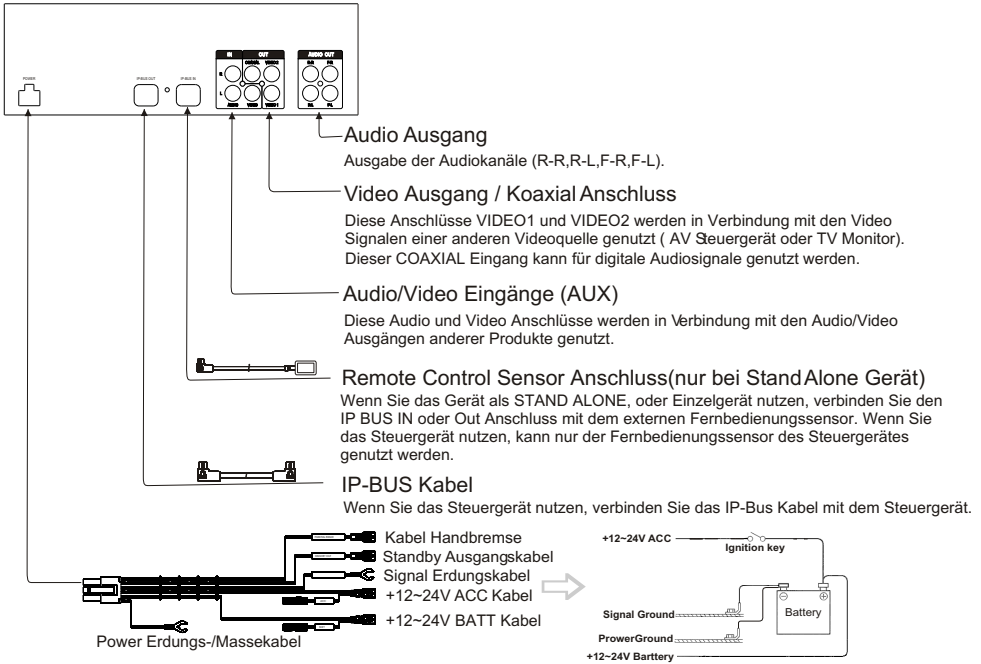 IN OUT AUDIO OUT
COAXIAL VIDEO2 R-R F-R
POWER IP-BUS OUT IP-BUS IN
R
L
AUDIO VIDEO VIDEO 1 R-L F-L
Audio Ausgang
Ausgabe der Audiokanäle (R-R,R-L,F-R,F-L).
Video Ausgang / Koaxial Anschluss
Diese Anschlüsse VIDEO1 und VIDEO2 werden in Verbindung mit den Video
Signalen einer anderen Videoquelle genutzt ( AV Steuergerät oder TV Monitor).
Dieser COAXIAL Eingang kann für digitale Audiosignale genutzt werden.
Audio/Video Eingänge (AUX)
Diese Audio und Video Anschlüsse werden in Verbindung mit den Audio/Video
Ausgängen anderer Produkte genutzt.
Remote Control Sensor Anschluss(nur bei Stand Alone Gerät)
Wenn Sie das Gerät als STAND ALONE, oder Einzelgerät nutzen, verbinden Sie den
IP BUS IN oder Out Anschluss mit dem externen Fernbedienungssensor. Wenn Sie
das Steuergerät nutzen, kann nur der Fernbedienungssensor des Steuergerätes
genutzt werden.
IP-BUS Kabel
Wenn Sie das Steuergerät nutzen, verbinden Sie das IP-Bus Kabel mit dem Steuergerät.
Kabel Handbremse
Standby Ausgangskabel
Signal Erdungskabel
+12~24V ACC Kabel
+12~24V BATT Kabel
Power Erdungs-/Massekabel
+12~24V ACC
Ignition key
Signal Ground
Battery
ProwerGround
+12~24V Barttery